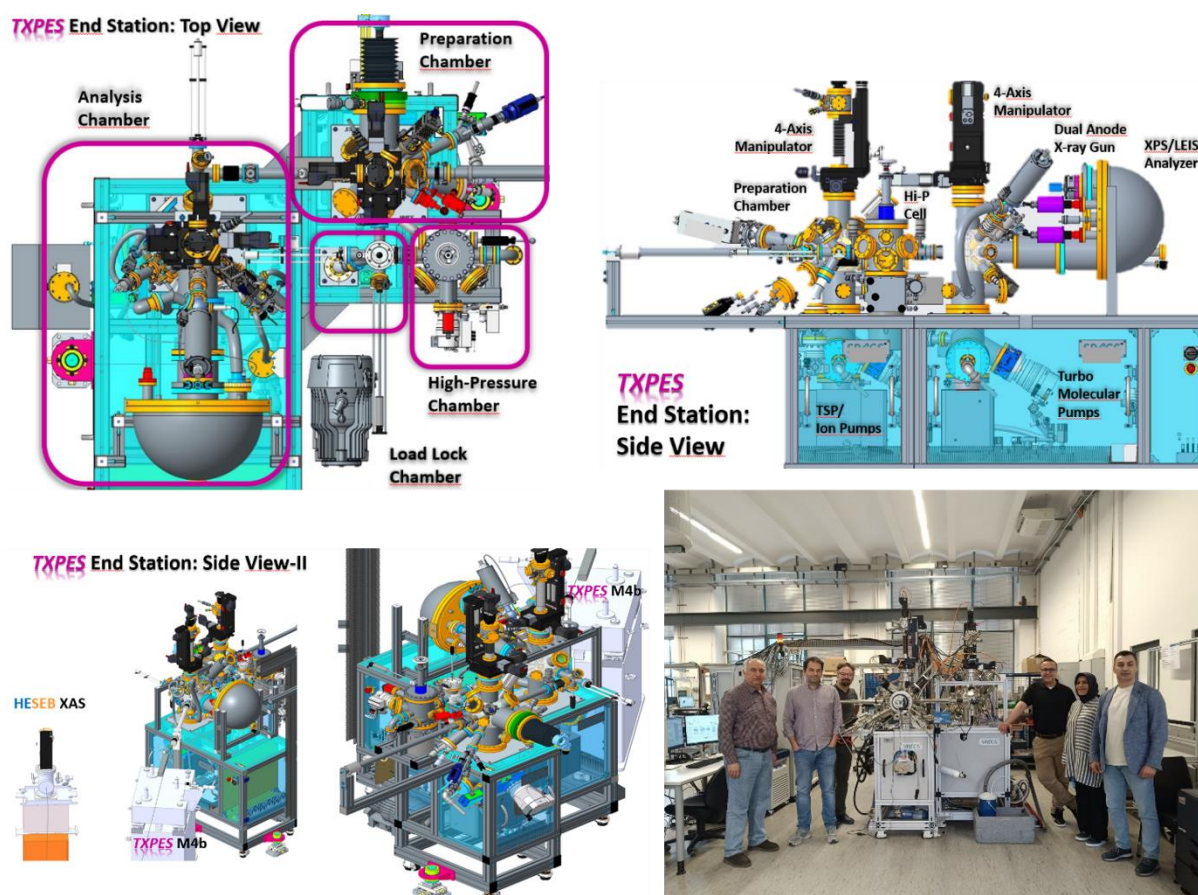 TXPES End Station: Top View
Preparation
Chamber
Analysis
Chamber
High-Pressure
Chamber
Load Lock
Chamber
4-Axis
Manipulator
4-Axis
Manipulator
Dual Anode
X-ray Gun
XPS/LEIS
Analyzer
Preparation
Chamber
Hi-P
Cell
TXPES
End Station:
Side View
TSP/
Ion Pumps
Turbo
Molecular
Pumps
TXPES End Station: Side View-II
TXPES M4b
HESEB XAS
TXPES M4b